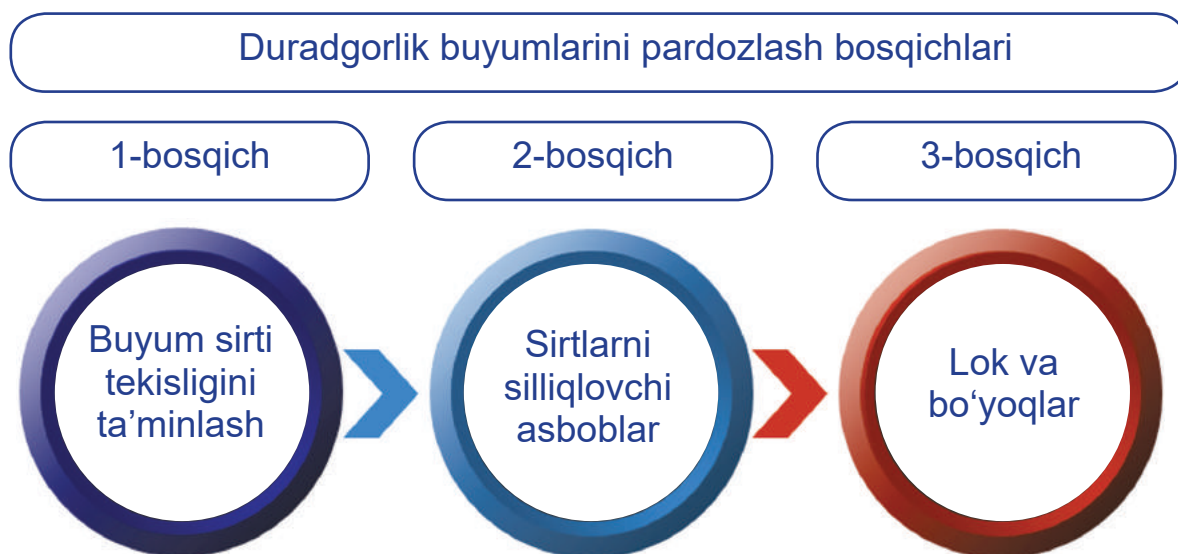 Duradgorlik buyumlarini pardozlash bosqichlari
1-bosqich
2-bosqich
3-bosqich
Buyum sirti
tekisligini
ta’minlash
Sirtlarni
silliqlovchi
asboblar
Lok va
bo‘yoqlar